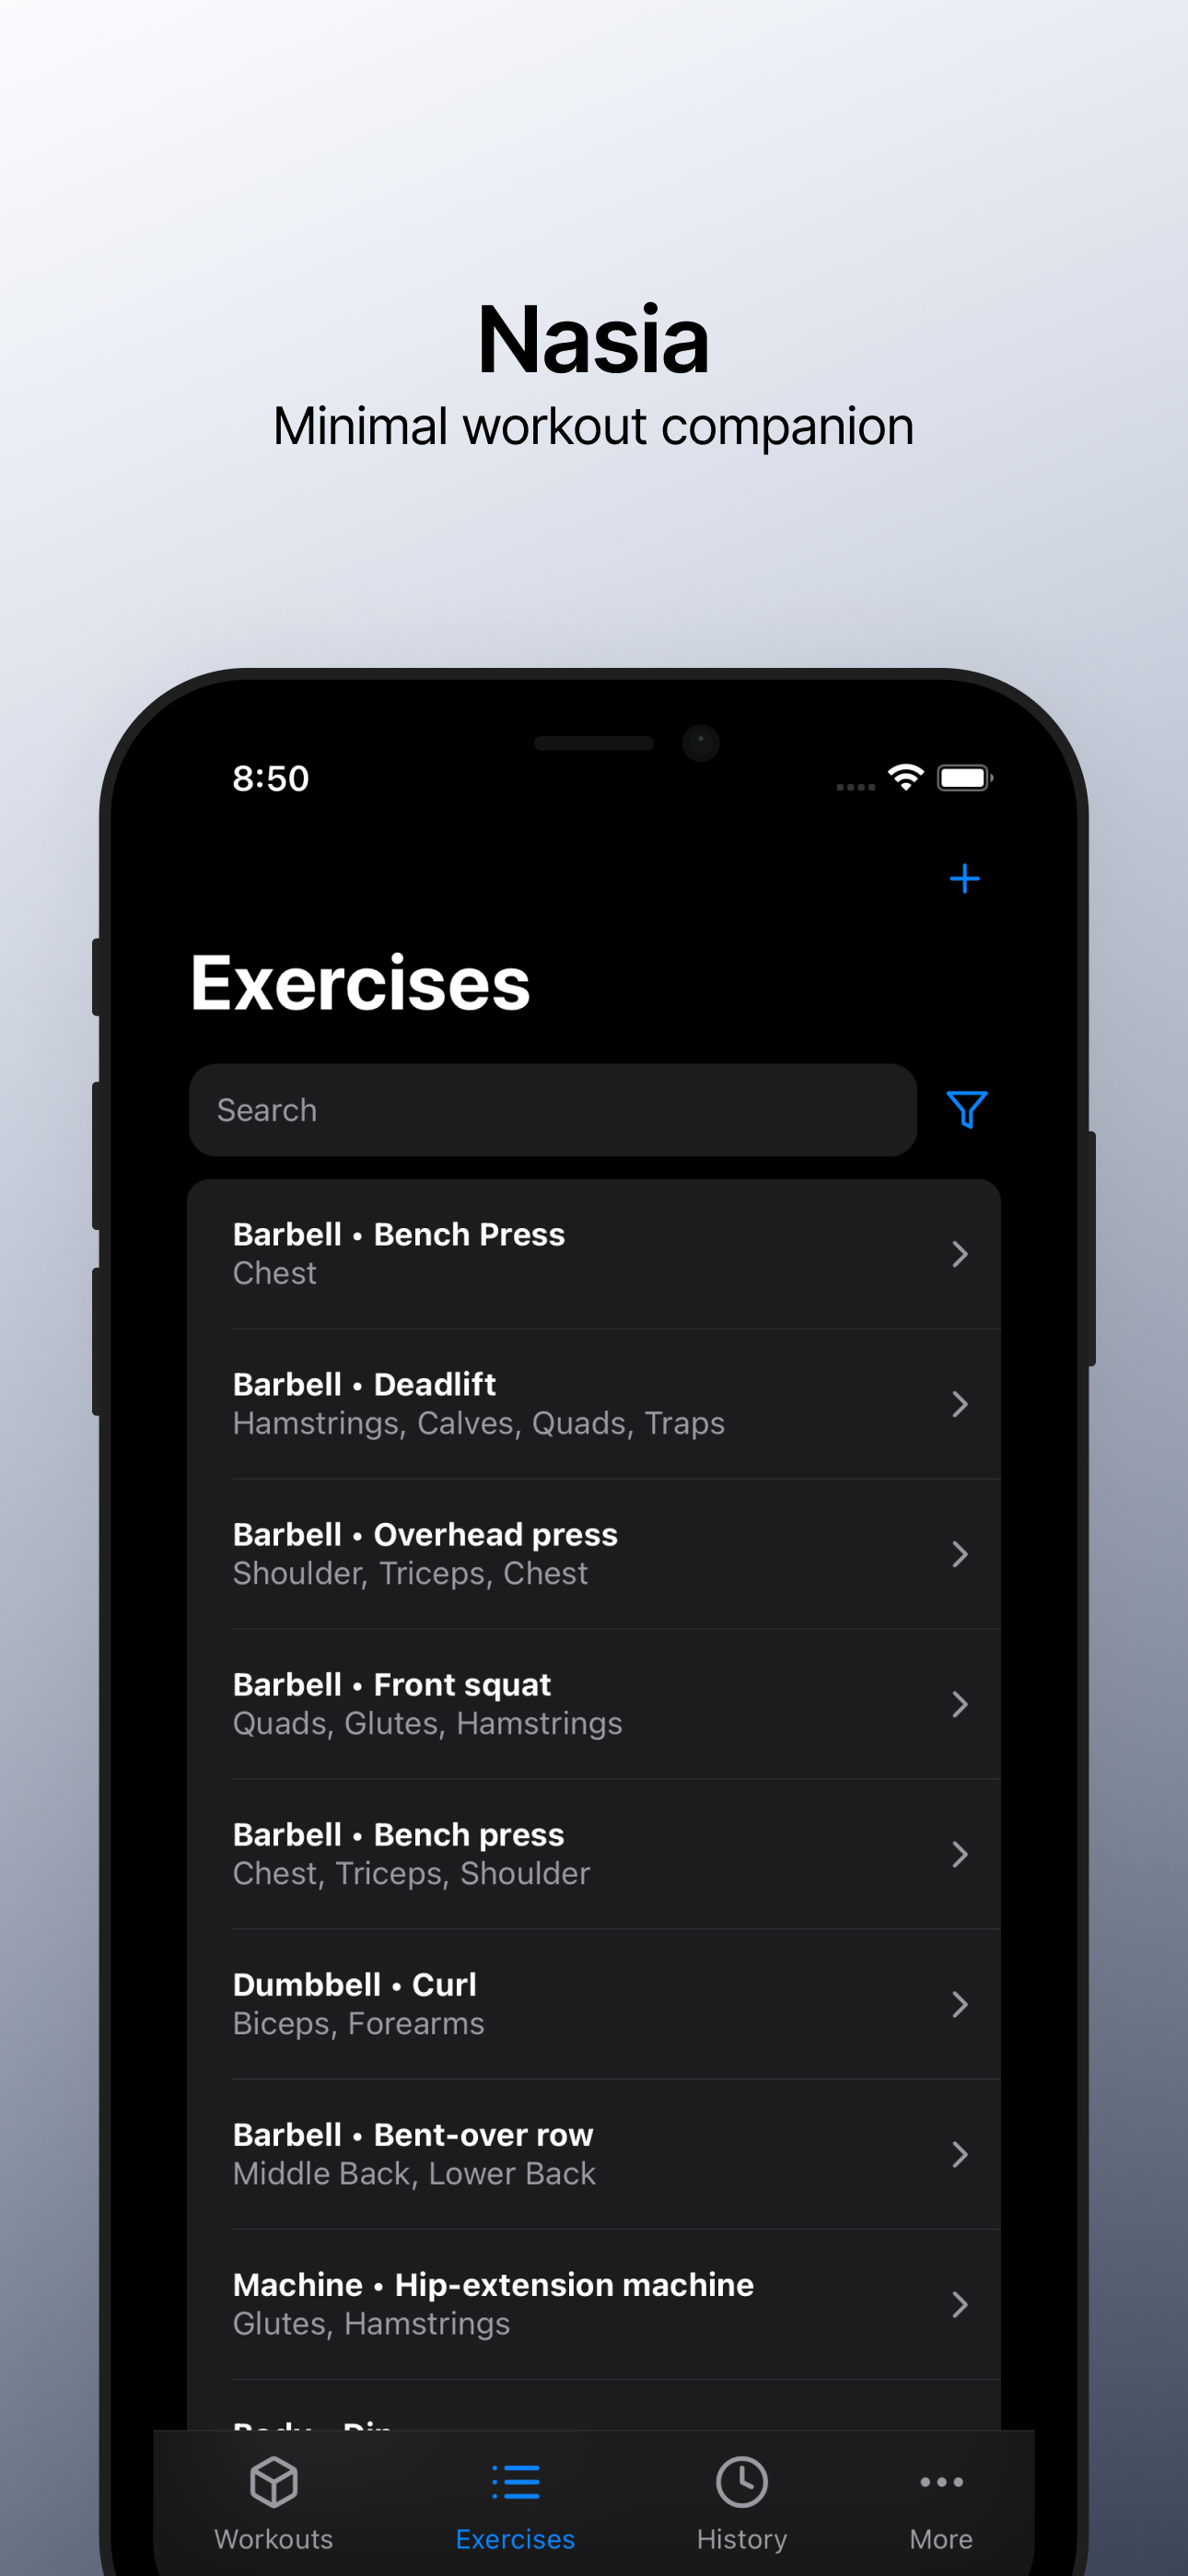 Nasia
Minimal workout companion
8:50
Exercises
Search
Barbell • Bench Press
Chest
Barbell • Deadlift
Hamstrings, Calves, Quads, Traps
Barbell • Overhead press
Shoulder, Triceps, Chest
Barbell • Front squat
Quads, Glutes, Hamstrings
Barbell • Bench press
Chest, Triceps, Shoulder
Dumbbell • Curl
Biceps, Forearms
Barbell • Bent-over row
Middle Back, Lower Back
Machine • Hip-extension machine
Glutes, Hamstrings
Body • Dip
Workouts
Exercises
History
More